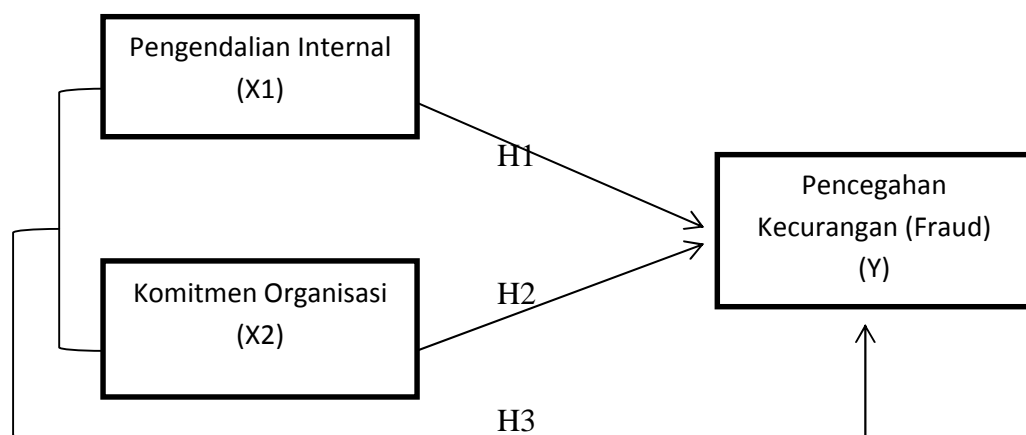 Pengendalian Internal
(X1)
H1
Pencegahan
Kecurangan (Fraud)
(Y)
Komitmen Organisasi
(X2)
H2
H3